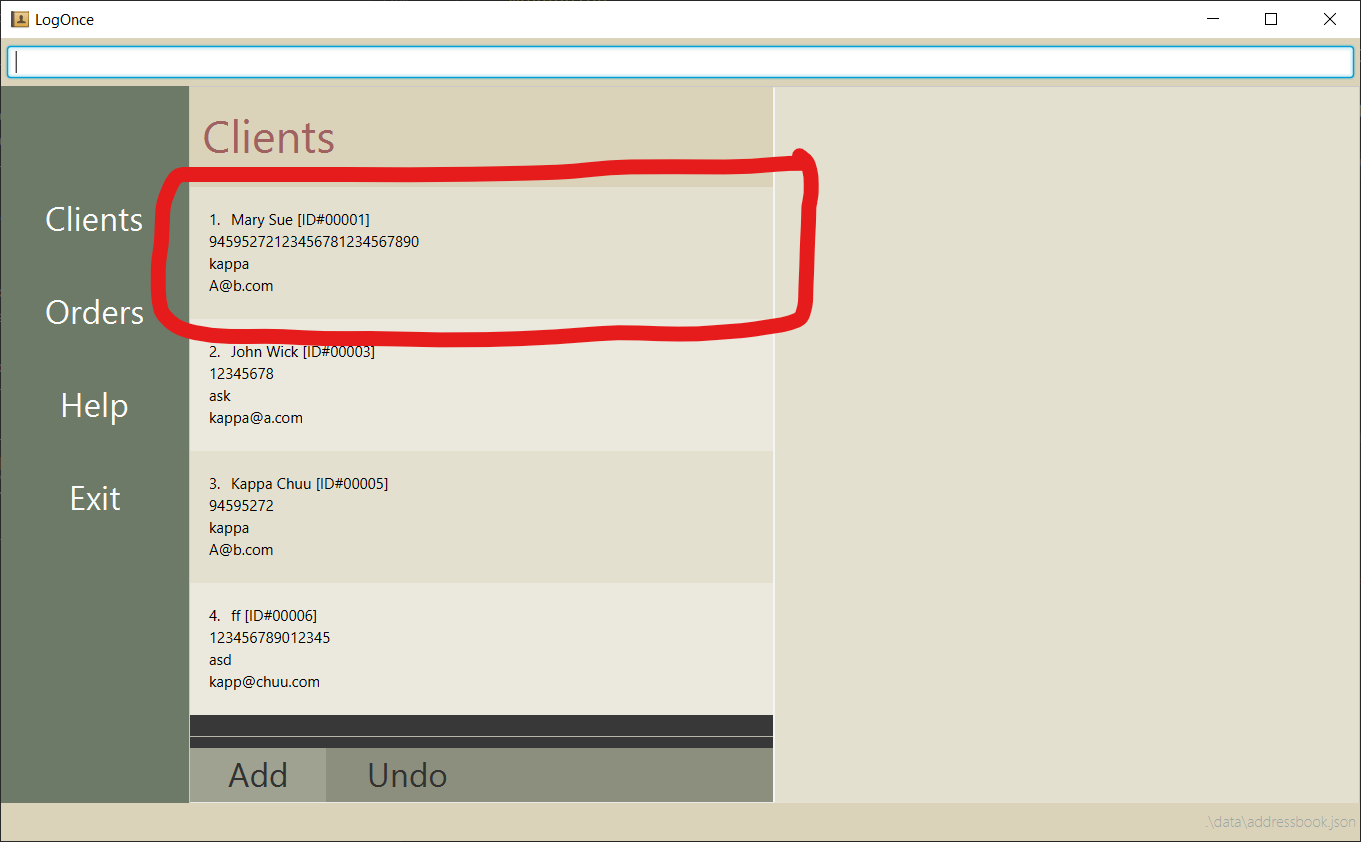 LogOnce
Clients
Orders
Help
Exit
Clients
1. Mary Sue [ID#00001]
94595272123456781234567890
kappa
A@b.com
2. John Wick [ID#00003]
12345678
ask
kappa@a.com
3. Kappa Chuu [ID#00005]
94595272
kappa
A@b.com
4. ff [ID#00006]
123456789012345
asd
kapp@chuu.com
Add Undo
.\data\addressbook.json